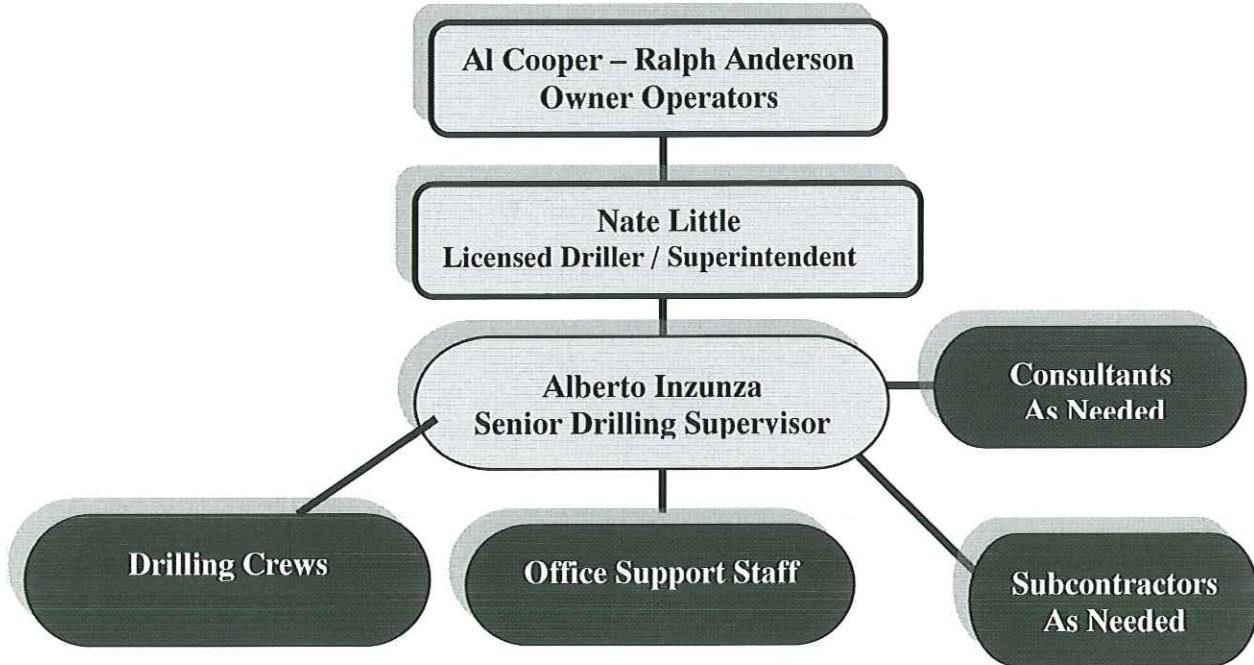 Al Cooper – Ralph Anderson
Owner Operators
Nate Little
Licensed Driller / Superintendent
Alberto Inzunza
Senior Drilling Supervisor
Consultants
As Needed
Drilling Crews
Office Support Staff
Subcontractors
As Needed